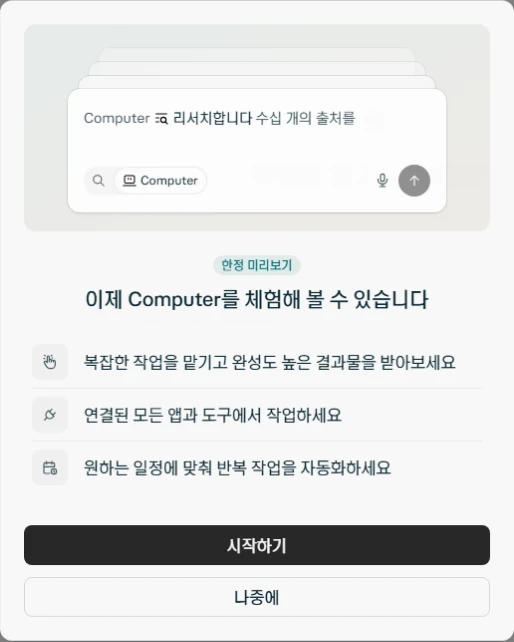 Computer 리서치합니다 수십 개의 출처를
Computer
한정 미리보기
이제 Computer를 체험해 볼 수 있습니다
복잡한 작업을 맡기고 완성도 높은 결과물을 받아보세요
연결된 모든 앱과 도구에서 작업하세요
원하는 일정에 맞춰 반복 작업을 자동화하세요
시작하기
나중에